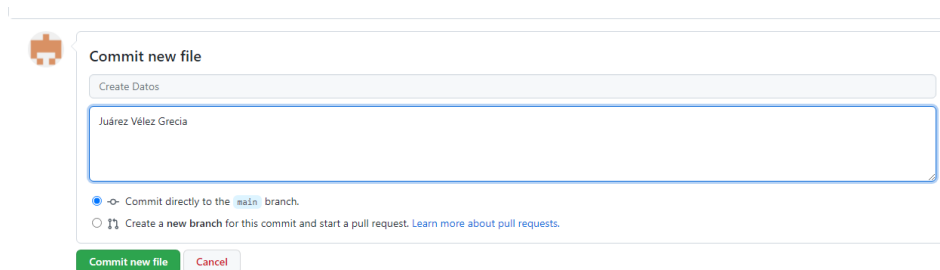 Commit new file
Create Datos
Juárez Vélez Grecia
Commit directly to the main branch.
Create a new branch for this commit and start a pull request. Learn more about pull requests.
Commit new file Cancel